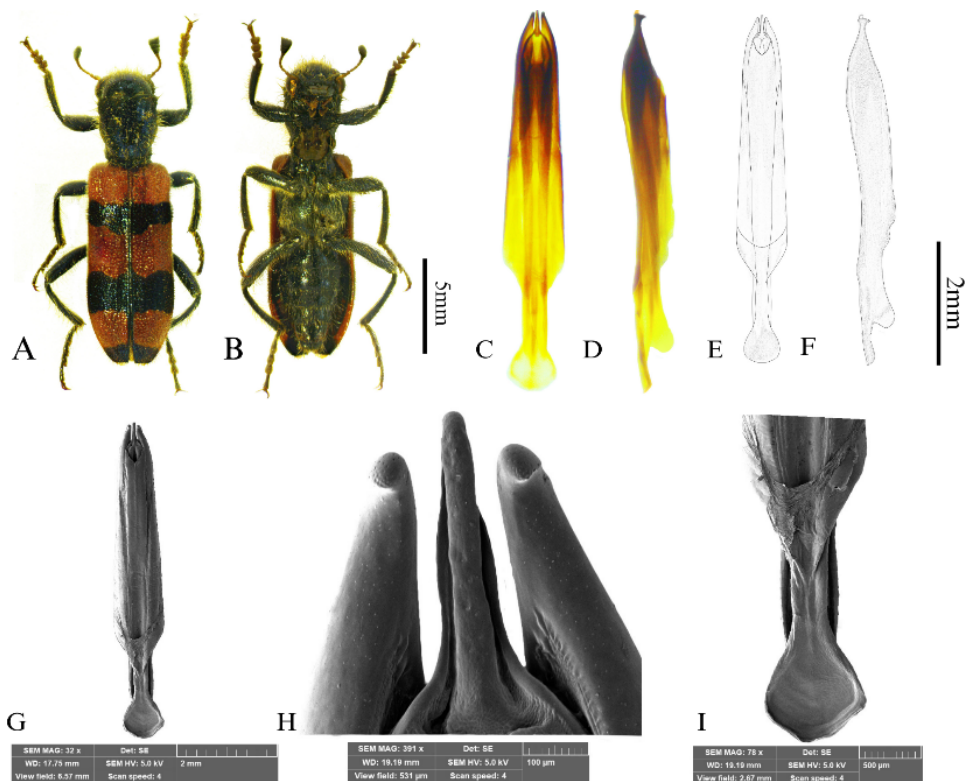 A
B
5mm
C
D
E
F
2mm
G
H
I
SEM MAG: 32 x Det: SE
WD: 17.75 mm SEM HV: 5.0 kV 2 mm
View field: 6.57 mm Scan speed: 4
SEM MAG: 391 x Det: SE
WD: 19.19 mm SEM HV: 5.0 kV 100 µm
View field: 531 µm Scan speed: 4
SEM MAG: 78 x Det: SE
WD: 19.19 mm SEM HV: 5.0 kV 500 µm
View field: 2.67 mm Scan speed: 4